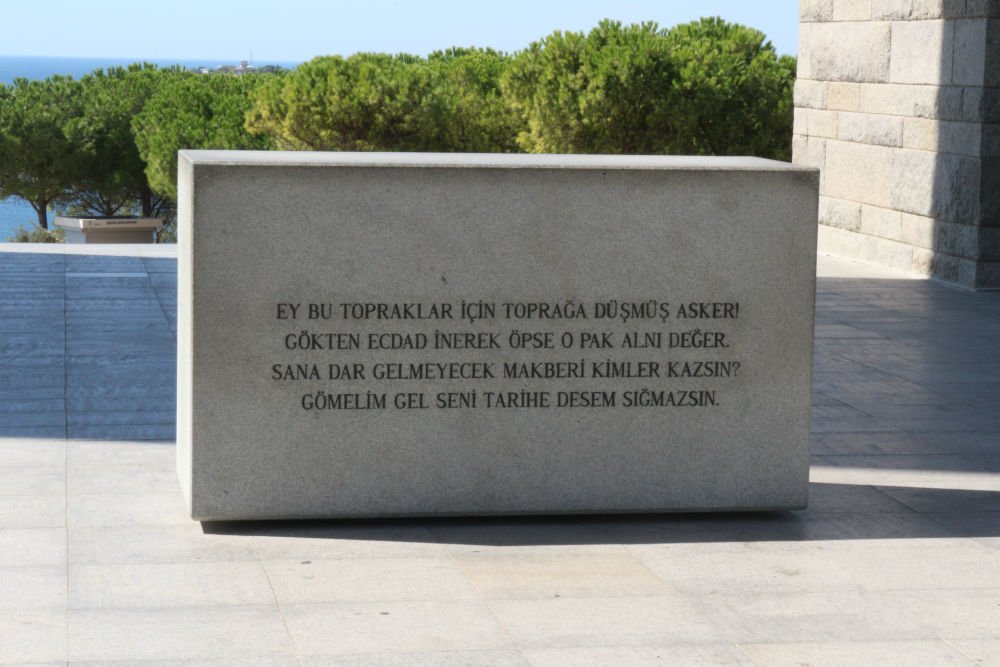 EY BU TOPRAKLAR İÇİN TOPRAĞA DÜŞMÜŞ ASKER!
GÖKTEN ECDAD İNEREK ÖPSE O PAK ALNI DEĞER.
SANA DAR GELMEYECEK MAKBERİ KİMLER KAZSIN?
GÖMELİM GEL SENİ TARİHE DESEM SIĞMAZSIN.